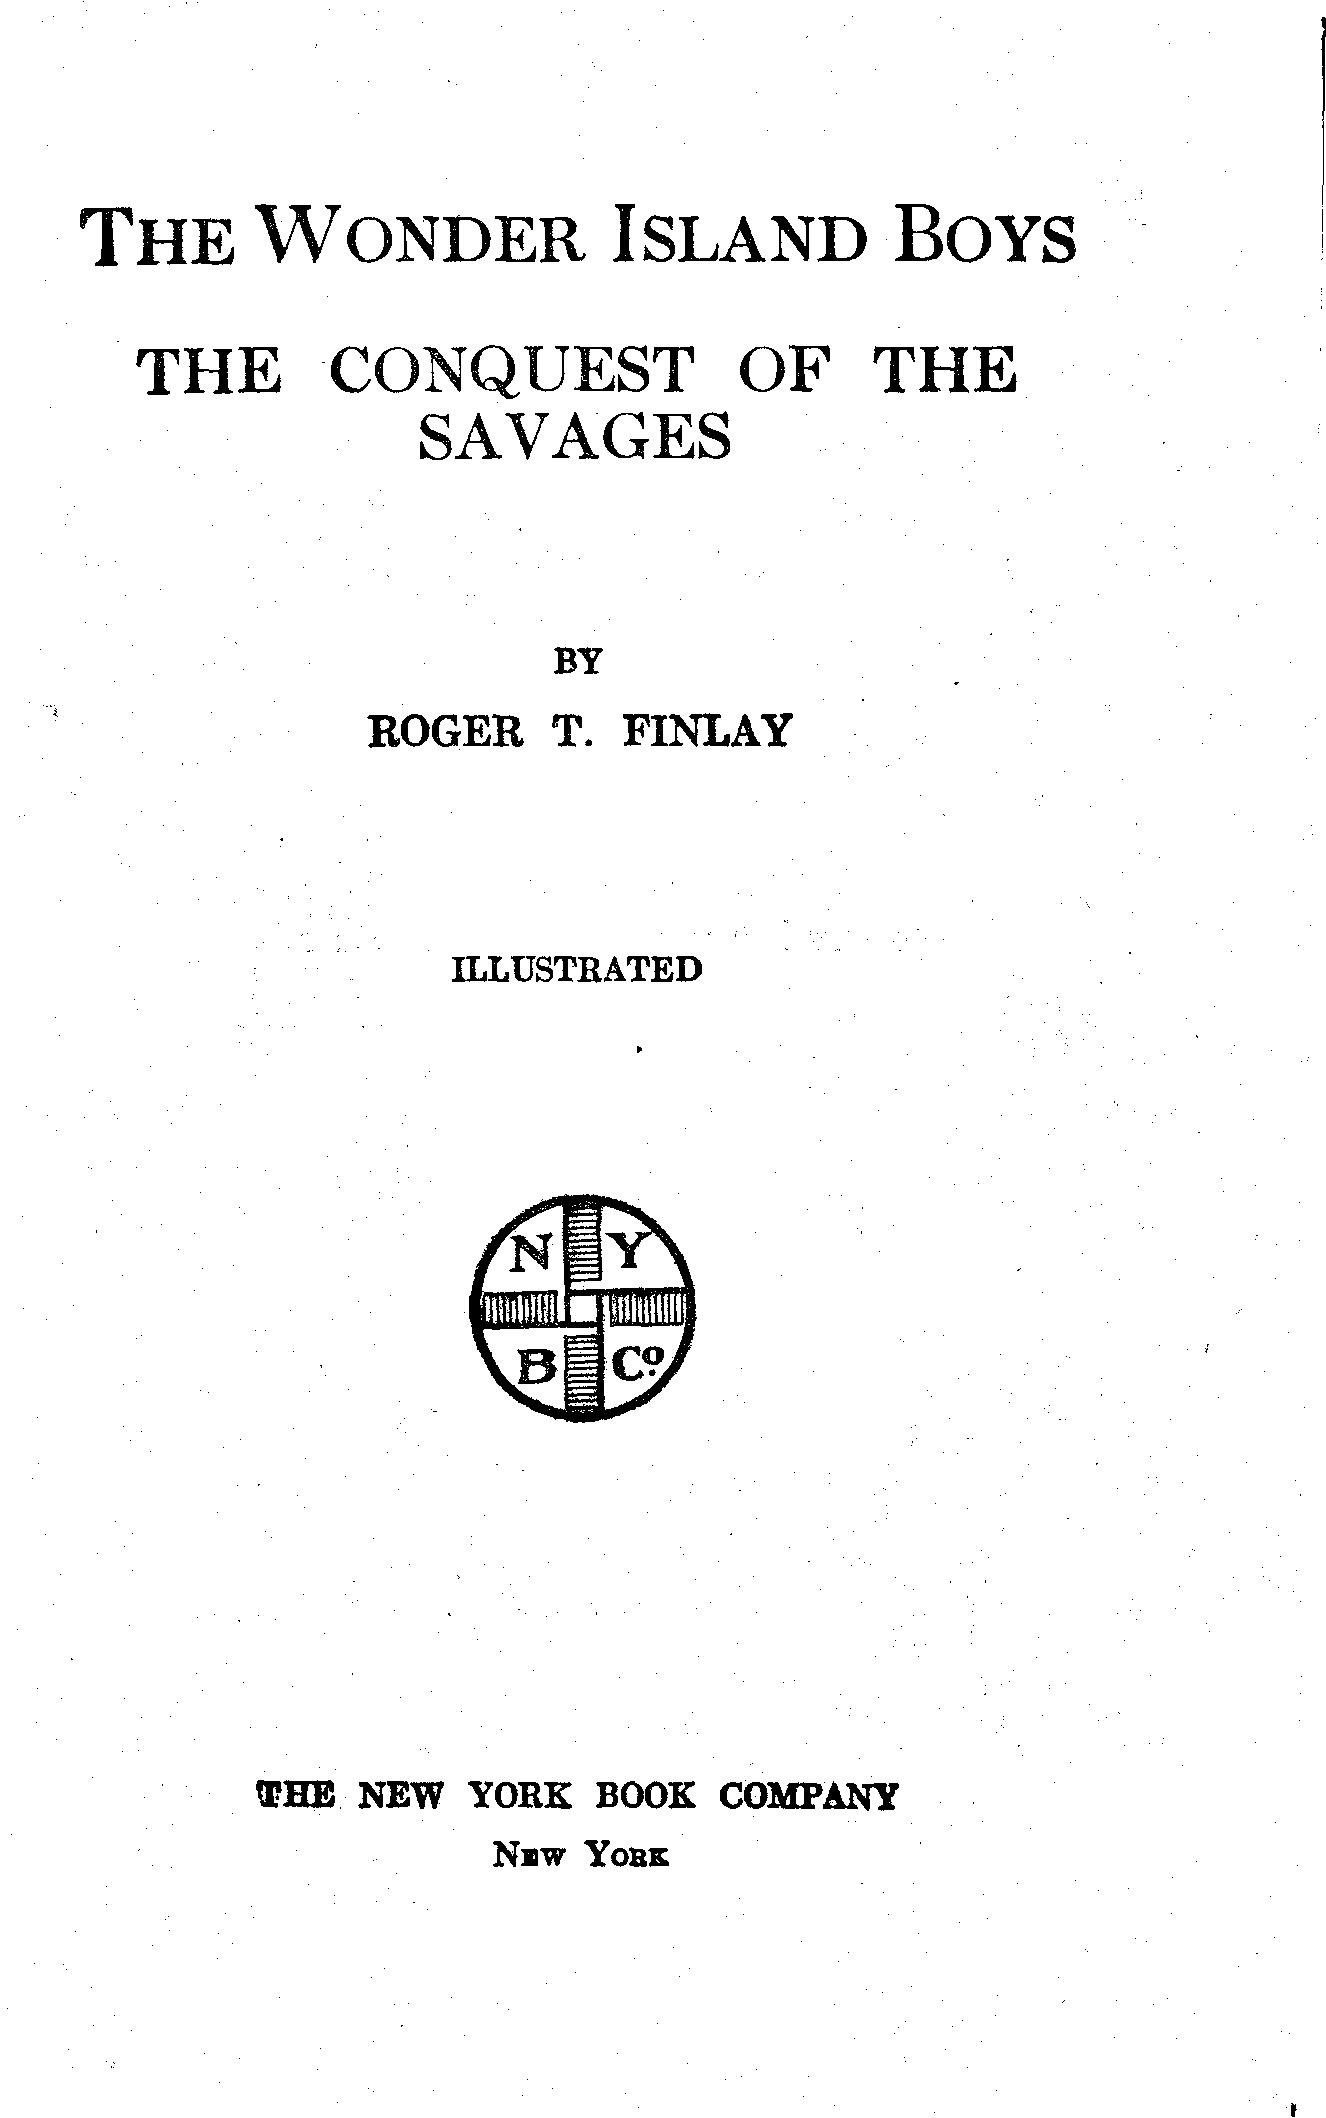 THE WONDER ISLAND BOYS
THE CONQUEST OF THE
SAVAGES
BY
ROGER T. FINLAY
ILLUSTRATED
N Y
B Co.
THE NEW YORK BOOK COMPANY
NEW YORK